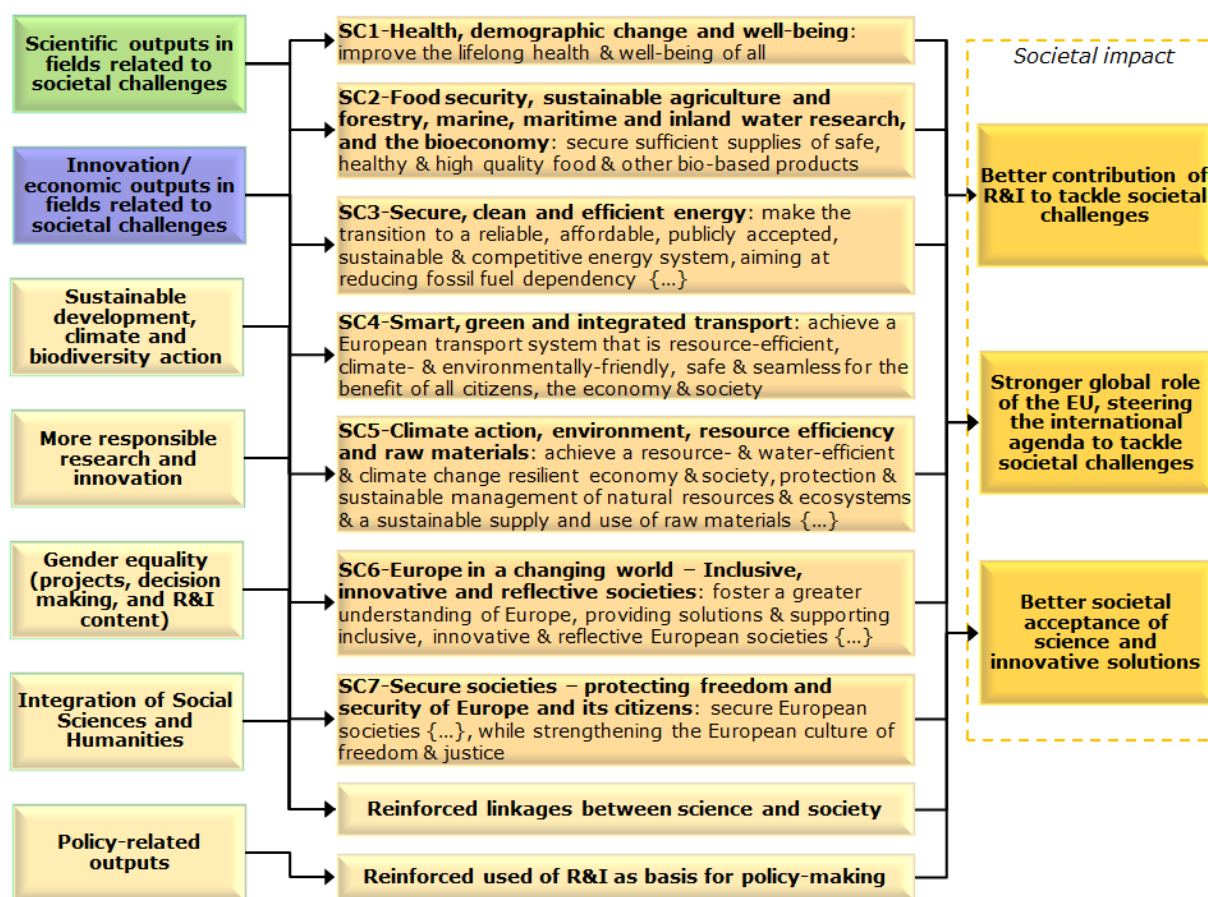 Scientific outputs in
fields related to
societal challenges
Innovation/
economic outputs in
fields related to
societal challenges
Sustainable
development,
climate and
biodiversity action
More responsible
research and
innovation
Gender equality
(projects, decision
making, and R&I
content)
Integration of Social
Sciences and
Humanities
Policy-related
outputs
SC1-Health, demographic change and well-being:
improve the lifelong health & well-being of all
SC2-Food security, sustainable agriculture and
forestry, marine, maritime and inland water research,
and the bioeconomy: secure sufficient supplies of safe,
healthy & high quality food & other bio-based products
SC3-Secure, clean and efficient energy: make the
transition to a reliable, affordable, publicly accepted,
sustainable & competitive energy system, aiming at
reducing fossil fuel dependency {…}
SC4-Smart, green and integrated transport: achieve a
European transport system that is resource-efficient,
climate- & environmentally-friendly, safe & seamless for the
benefit of all citizens, the economy & society
SC5-Climate action, environment, resource efficiency
and raw materials: achieve a resource- & water-efficient
& climate change resilient economy & society, protection &
sustainable management of natural resources & ecosystems
& a sustainable supply and use of raw materials {…}
SC6-Europe in a changing world – Inclusive,
innovative and reflective societies: foster a greater
understanding of Europe, providing solutions & supporting
inclusive, innovative & reflective European societies {…}
SC7-Secure societies – protecting freedom and
security of Europe and its citizens: secure European
societies {…}, while strengthening the European culture of
freedom & justice
Reinforced linkages between science and society
Reinforced used of R&I as basis for policy-making
Societal impact
Better contribution of
R&I to tackle societal
challenges
Stronger global role
of the EU, steering
the international
agenda to tackle
societal challenges
Better societal
acceptance of
science and
innovative solutions